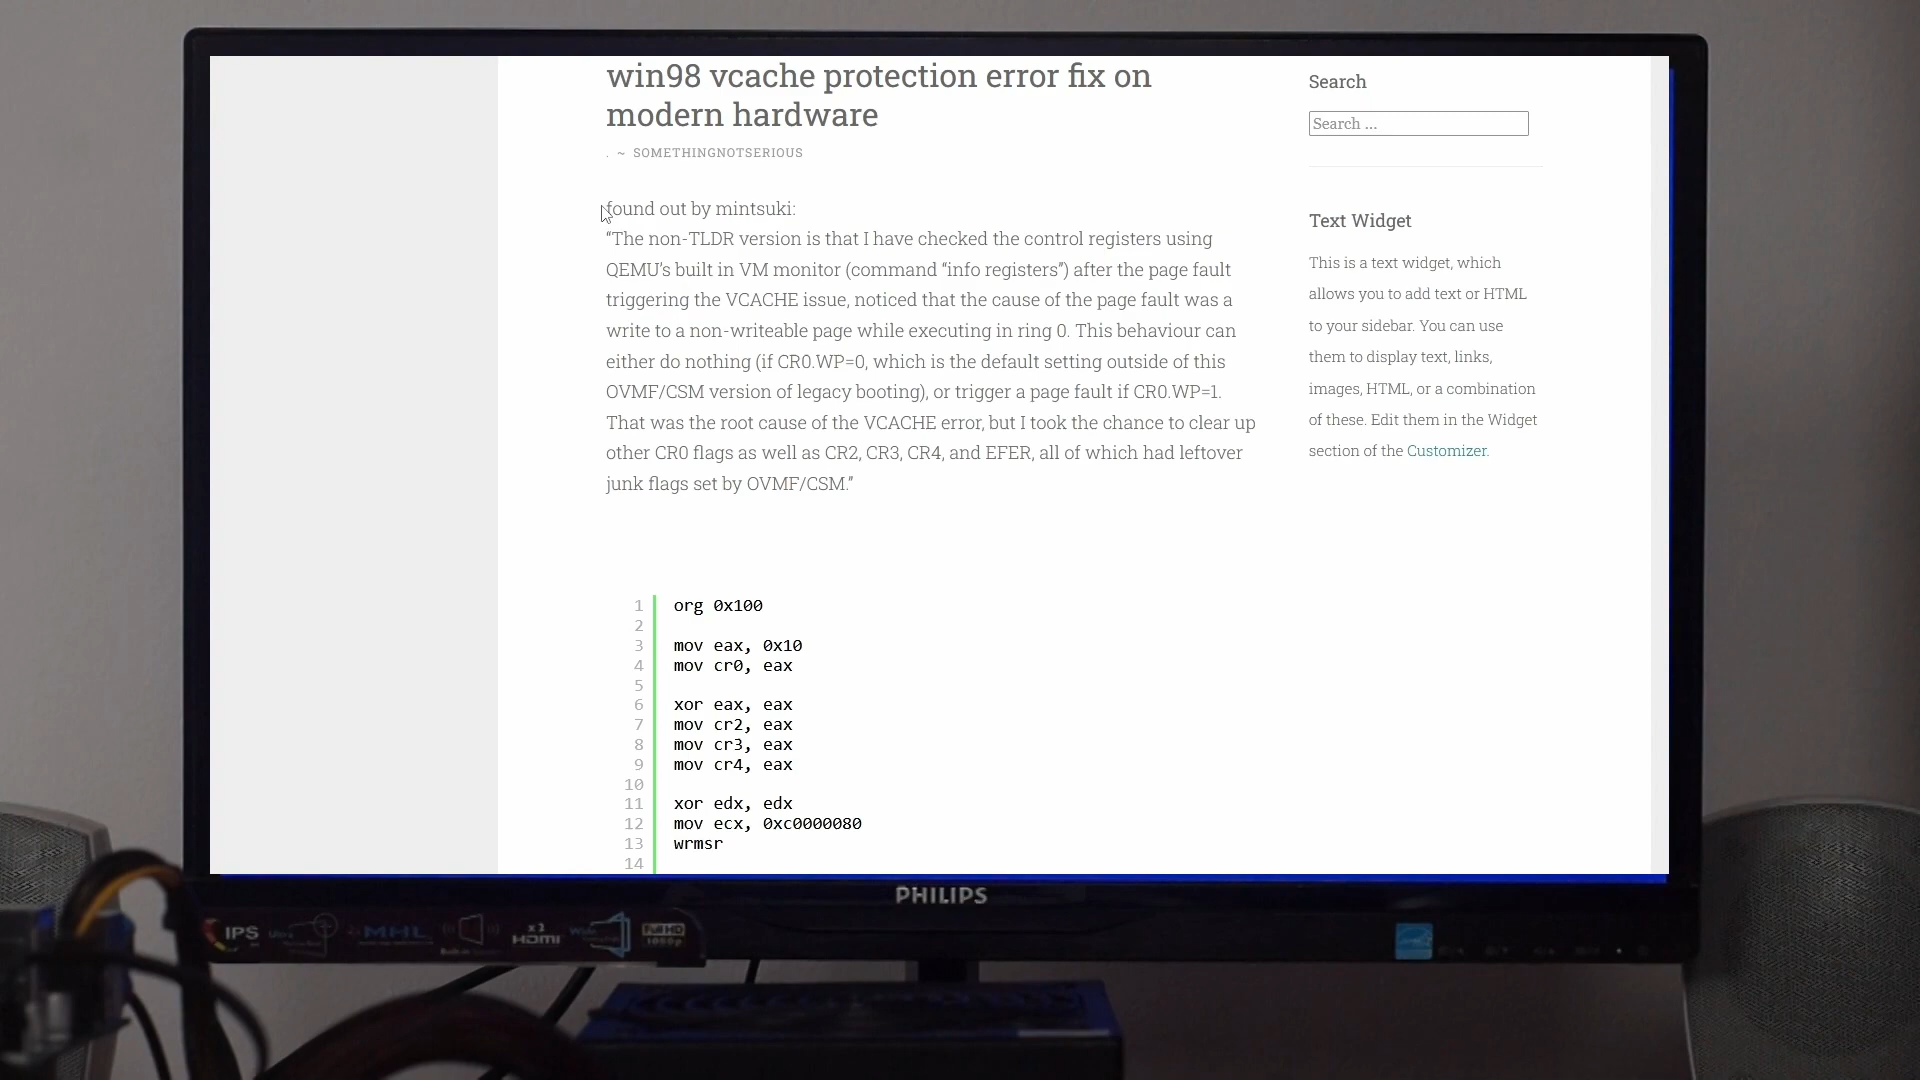 win98 vcache protection error fix on
modern hardware
. ~ SOMETHINGNOTSERIOUS
found out by mintsuki:
“The non-TLDR version is that I have checked the control registers using
QEMU’s built in VM monitor (command “info registers”) after the page fault
triggering the VCACHE issue, noticed that the cause of the page fault was a
write to a non-writeable page while executing in ring 0. This behaviour can
either do nothing (if CR0.WP=0, which is the default setting outside of this
OVMF/CSM version of legacy booting), or trigger a page fault if CR0.WP=1.
That was the root cause of the VCACHE error, but I took the chance to clear up
other CR0 flags as well as CR2, CR3, CR4, and EFER, all of which had leftover
junk flags set by OVMF/CSM.”
1 org 0x100
2
3 mov eax, 0x10
4 mov cr0, eax
5
6 xor eax, eax
7 mov cr2, eax
8 mov cr3, eax
9 mov cr4, eax
10
11 xor edx, edx
12 mov ecx, 0xc0000080
13 wrmsr
14
Search
Search ...
Text Widget
This is a text widget, which
allows you to add text or HTML
to your sidebar. You can use
them to display text, links,
images, HTML, or a combination
of these. Edit them in the Widget
section of the Customizer.
PHILIPS
IPS
MHL
x2
HDMI
Full HD
1080p